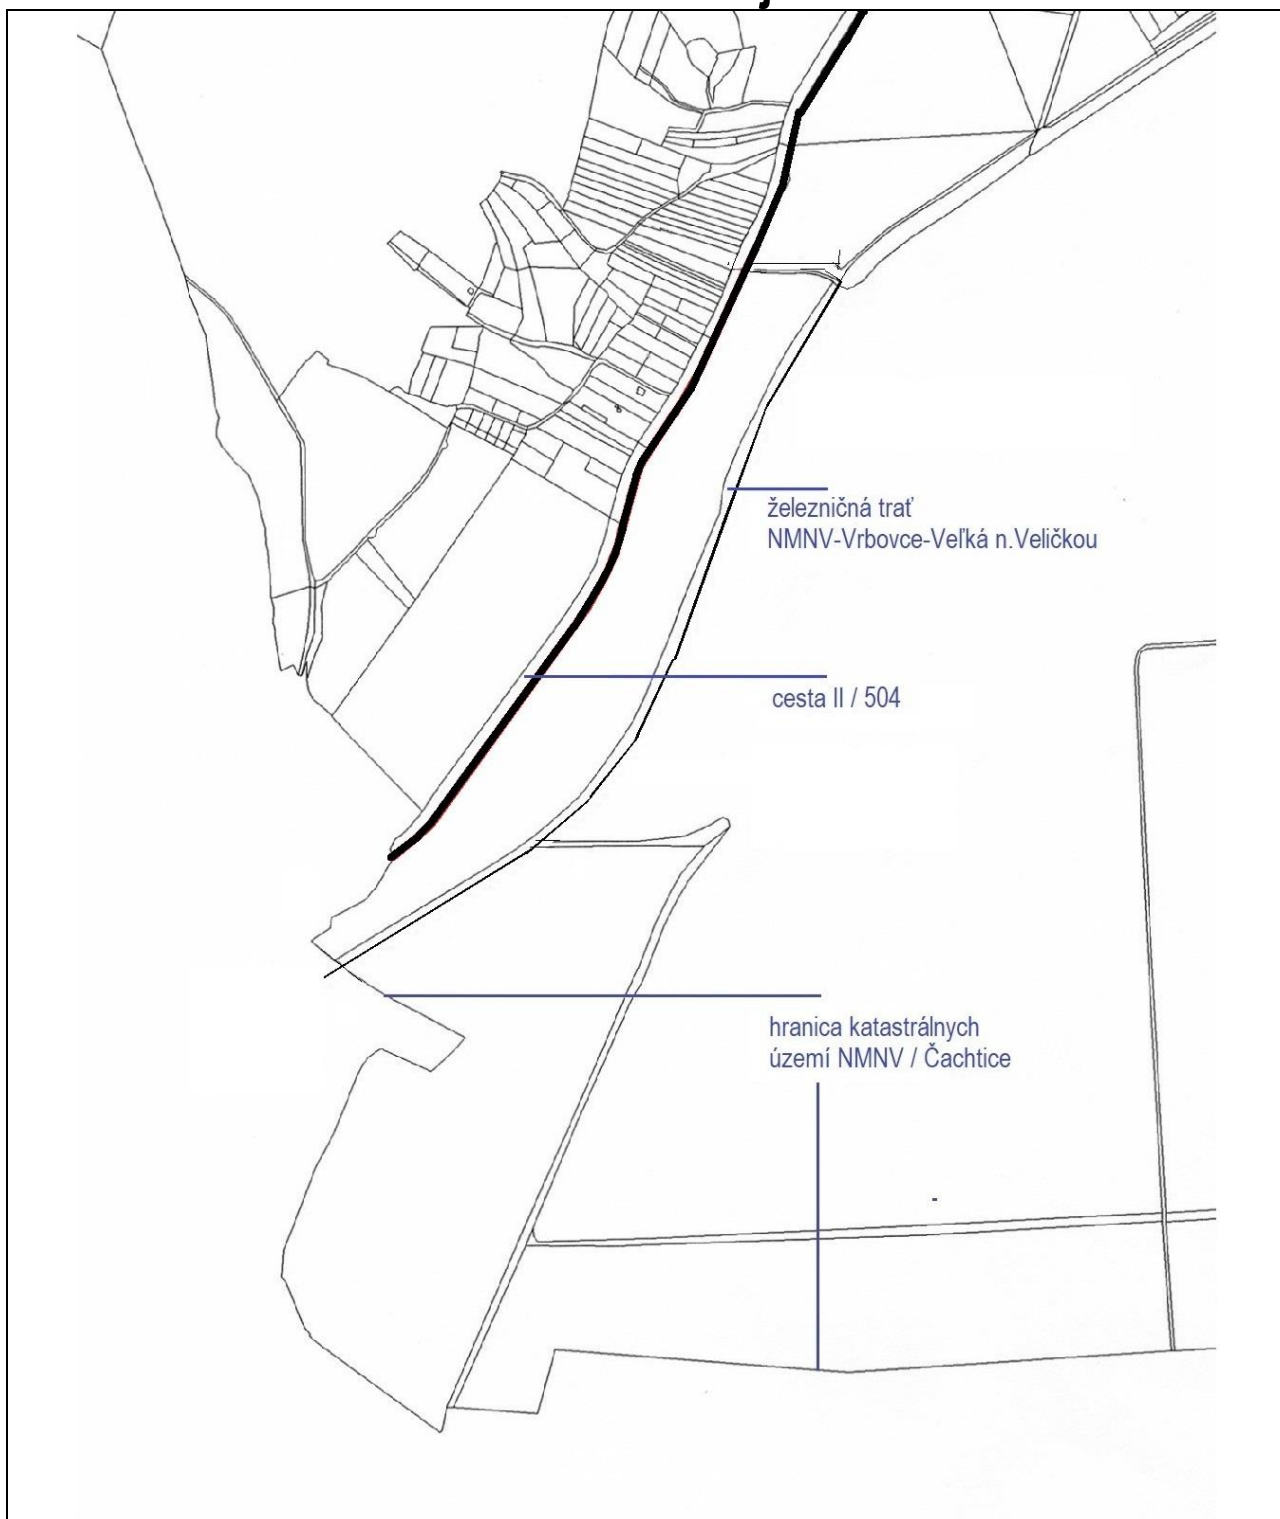 železničná trať
NMNV-Vrbovce-Veľká n.Veličkou
cesta II / 504
hranica katastrálnych
území NMNV / Čachtice